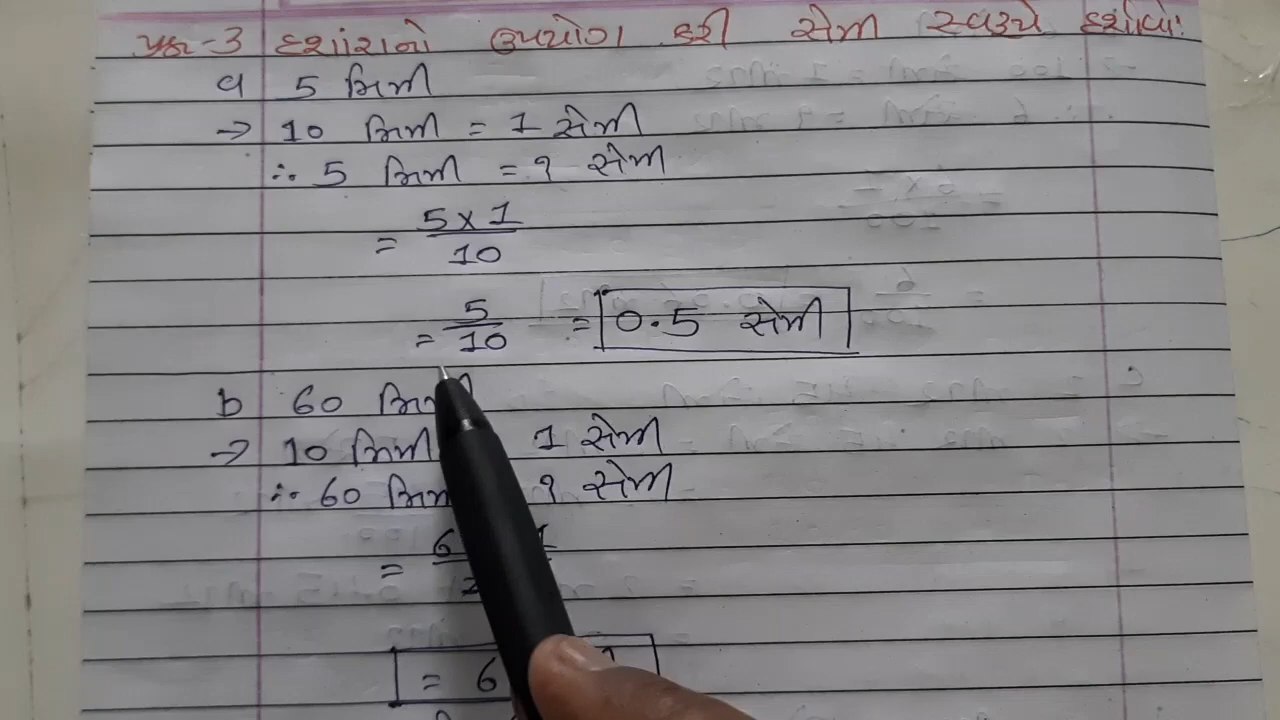 પ્રશ્ન-3 દશાંશનો ઉપયોગ કરી સેમી સ્વરૂપે દર્શાવો.
a 5 મિમી
→ 10 મિમી = 1 સેમી
∴ 5 મિમી = ? સેમી
= 5 x 1 / 10
= 5 / 10 = 0.5 સેમી
b 60 મિમી
→ 10 મિમી 1 સેમી
∴ 60 મિમી ? સેમી
= 6
= 6